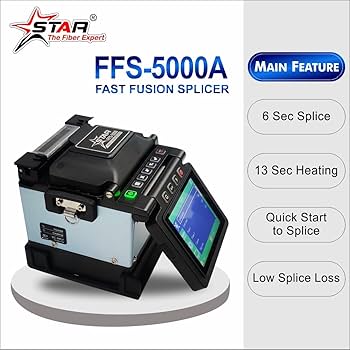 STAR
The Fiber Expert
FFS-5000A
FAST FUSION SPLICER
MAIN FEATURE
6 Sec Splice
13 Sec Heating
Quick Start
to Splice
Low Splice Loss
STAR